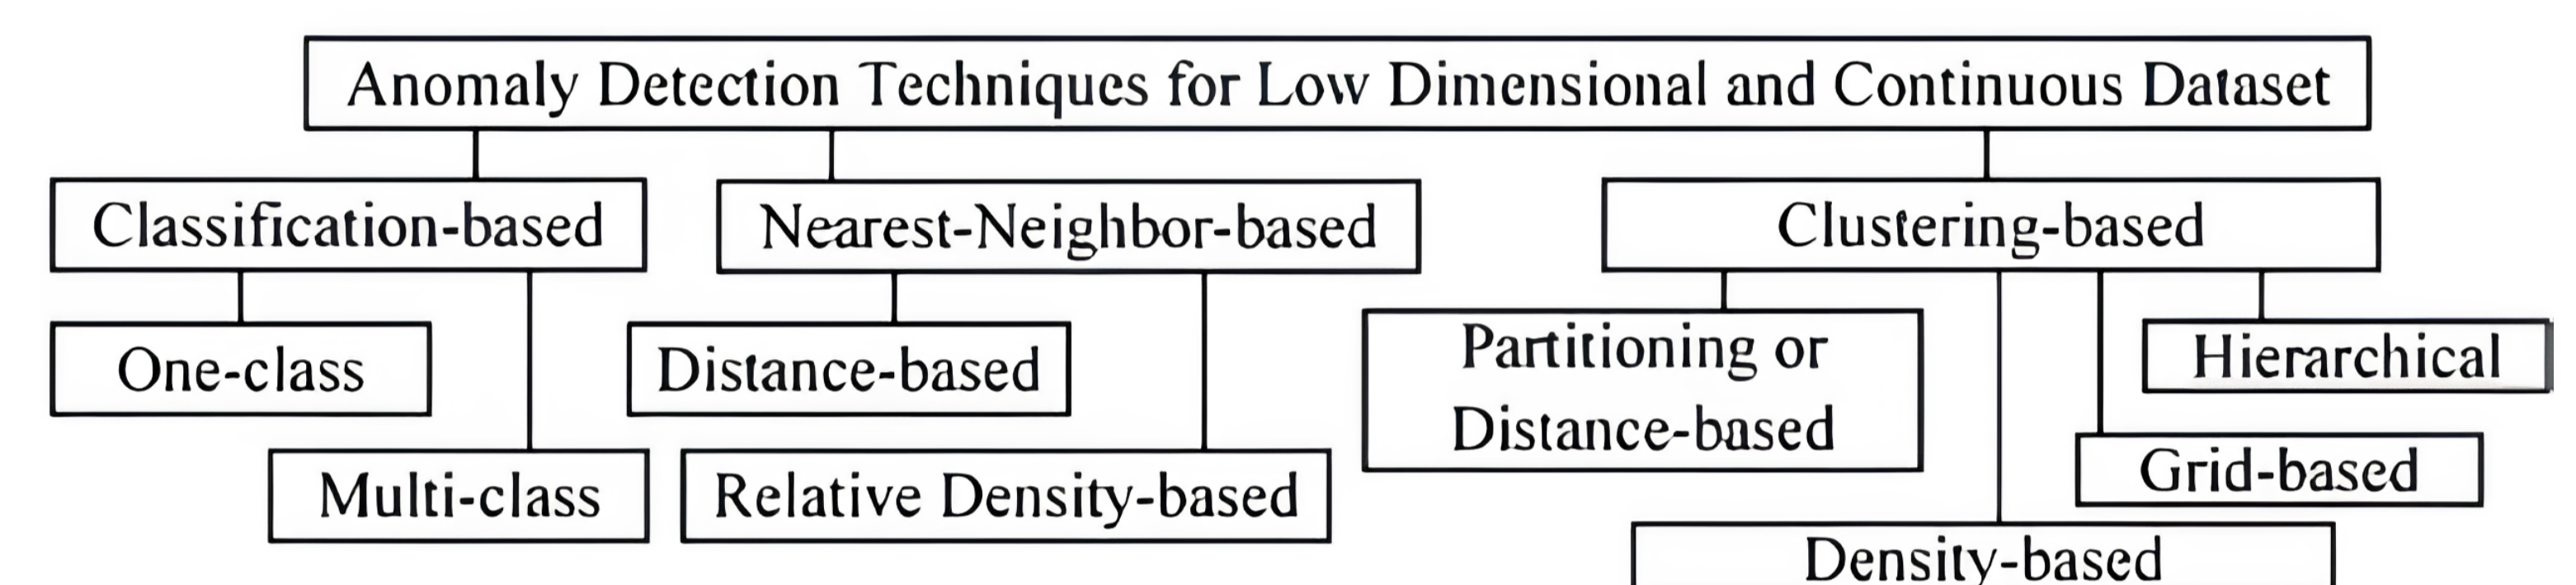 Anomaly Detection Techniques for Low Dimensional and Continuous Dataset
Classification-based
Nearest-Neighbor-based
Clustering-based
One-class
Distance-based
Partitioning or
Distance-based
Hierarchical
Multi-class
Relative Density-based
Grid-based
Density-based